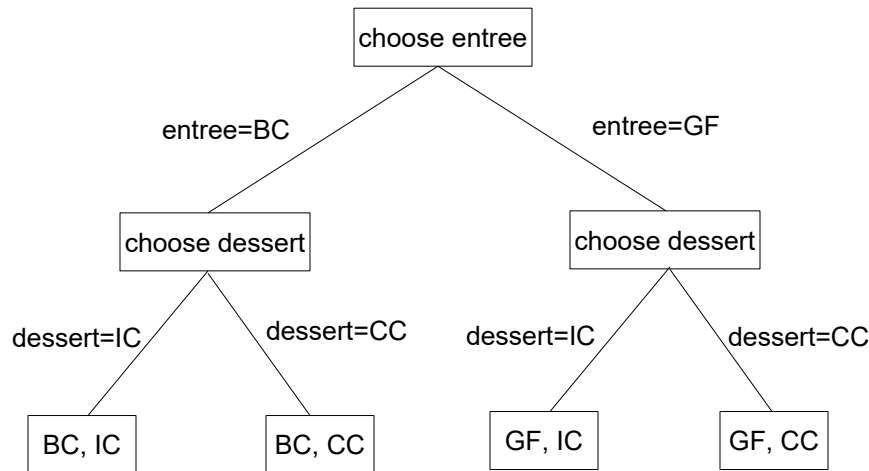 choose entree
entree=BC
entree=GF
choose dessert
choose dessert
dessert=IC
dessert=CC
dessert=IC
dessert=CC
BC, IC
BC, CC
GF, IC
GF, CC